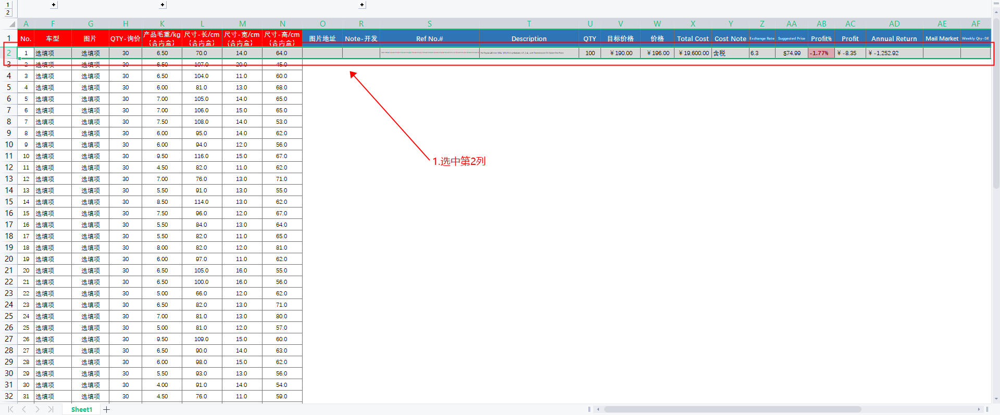 1
2
A F G H K L M N O R S T U V W X Y Z AA AB AC AD AE AF
1 No. 车型 图片 QTY-询价 产品毛重/kg (含内盒) 尺寸-长/cm (含内盒) 尺寸-宽/cm (含内盒) 尺寸-高/cm (含内盒) 图片地址 Note-开发 Ref No.# Description QTY 目标价格 价格 Total Cost Cost Note Exchange Rate Suggested Price Profit% Profit Annual Return Mail Market Weekly Qty-DE
2 1 选填项 选填项 30 6.50 70.0 14.0 64.0 100 ￥190.00 ￥196.00 ￥19,600.00 含税 6.3 $74.99 -1.77% ￥ -8.35 ￥ -1,252.92
3 2 选填项 选填项 30 6.50 107.0 20.0 45.0
4 3 选填项 选填项 30 6.50 104.0 11.0 60.0
5 4 选填项 选填项 30 6.00 81.0 13.0 68.0
6 5 选填项 选填项 30 7.00 105.0 14.0 65.0
7 6 选填项 选填项 30 7.00 106.0 15.0 65.0
8 7 选填项 选填项 30 7.50 108.0 14.0 53.0
9 8 选填项 选填项 30 6.00 95.0 14.0 62.0
10 9 选填项 选填项 30 6.00 94.0 12.0 56.0
11 10 选填项 选填项 30 9.50 116.0 15.0 67.0
1.选中第2列
12 11 选填项 选填项 30 4.50 82.0 11.0 62.0
13 12 选填项 选填项 30 7.00 76.0 13.0 71.0
14 13 选填项 选填项 30 5.50 91.0 13.0 55.0
15 14 选填项 选填项 30 8.50 114.0 13.0 62.0
16 15 选填项 选填项 30 7.50 96.0 12.0 67.0
17 16 选填项 选填项 30 5.50 84.0 13.0 64.0
18 17 选填项 选填项 30 5.50 82.0 11.0 65.0
19 18 选填项 选填项 30 8.00 82.0 12.0 81.0
20 19 选填项 选填项 30 6.00 97.0 11.0 62.0
21 20 选填项 选填项 30 6.50 105.0 16.0 55.0
22 21 选填项 选填项 30 6.50 100.0 16.0 56.0
23 22 选填项 选填项 30 5.00 66.0 12.0 62.0
24 23 选填项 选填项 30 6.50 82.0 13.0 71.0
25 24 选填项 选填项 30 7.00 81.0 13.0 80.0
26 25 选填项 选填项 30 5.00 81.0 12.0 57.0
27 26 选填项 选填项 30 9.50 109.0 15.0 60.0
28 27 选填项 选填项 30 6.50 90.0 14.0 63.0
29 28 选填项 选填项 30 6.00 98.0 15.0 62.0
30 29 选填项 选填项 30 5.50 93.0 13.0 56.0
31 30 选填项 选填项 30 4.00 91.0 14.0 54.0
32 31 选填项 选填项 30 4.50 76.0 11.0 59.0
Sheet1